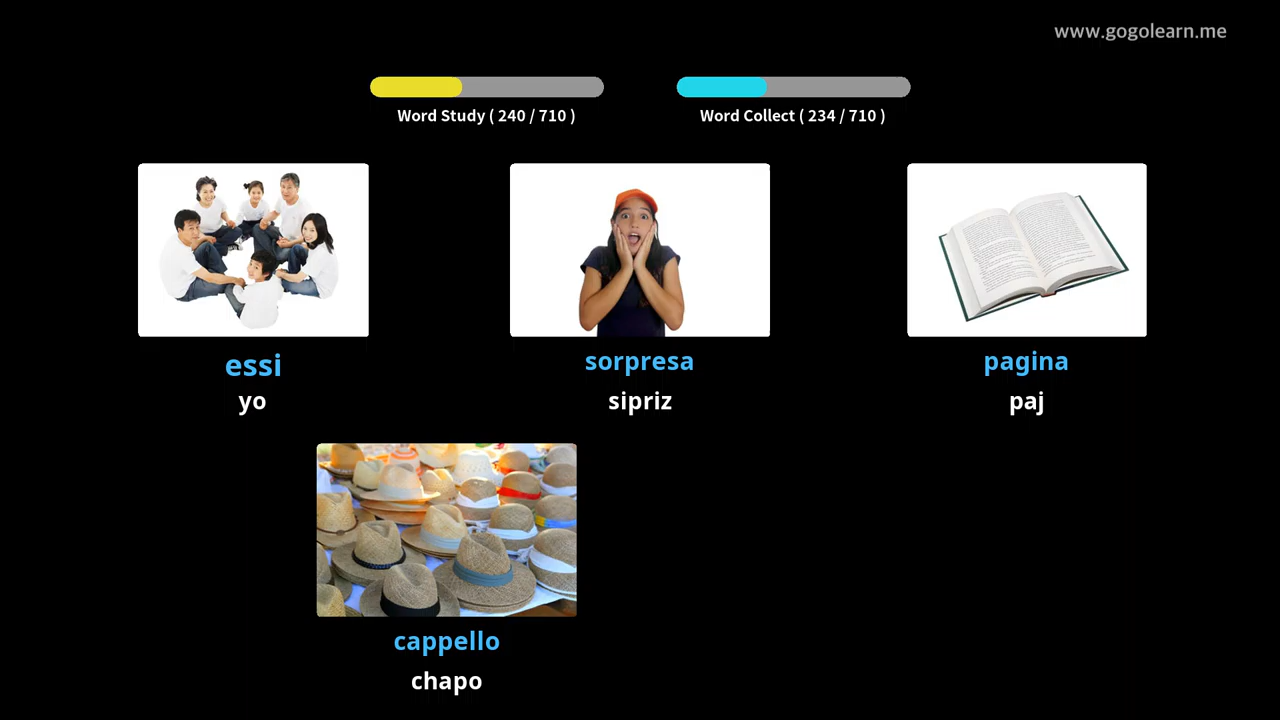 www.gogolearn.me
Word Study ( 240 / 710 )
Word Collect ( 234 / 710 )
essi
yo
sorpresa
sipriz
pagina
paj
cappello
chapo